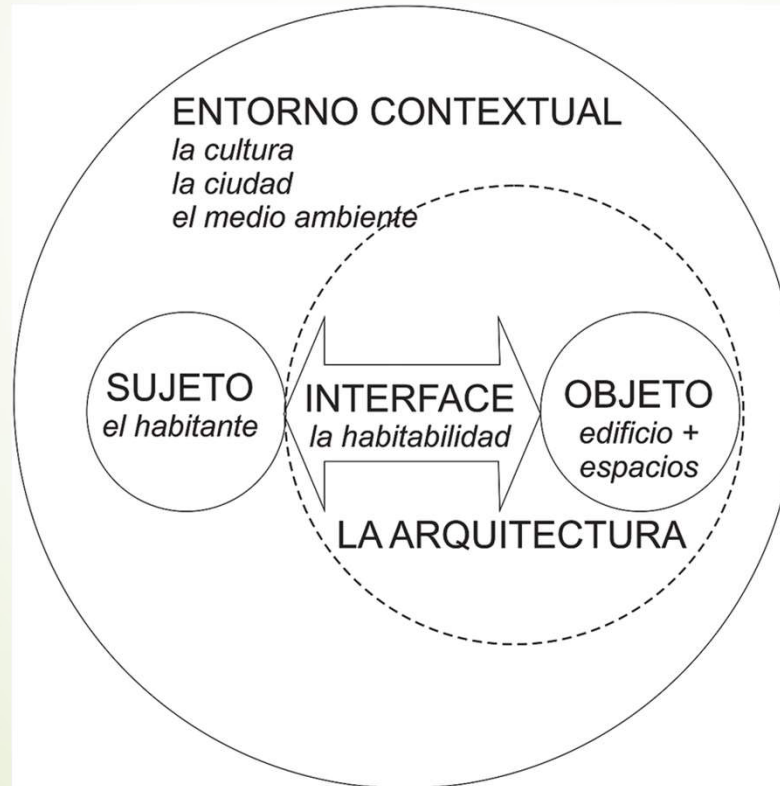 ENTORNO CONTEXTUAL
la cultura
la ciudad
el medio ambiente
SUJETO
el habitante
INTERFACE
la habitabilidad
OBJETO
edificio +
espacios
LA ARQUITECTURA